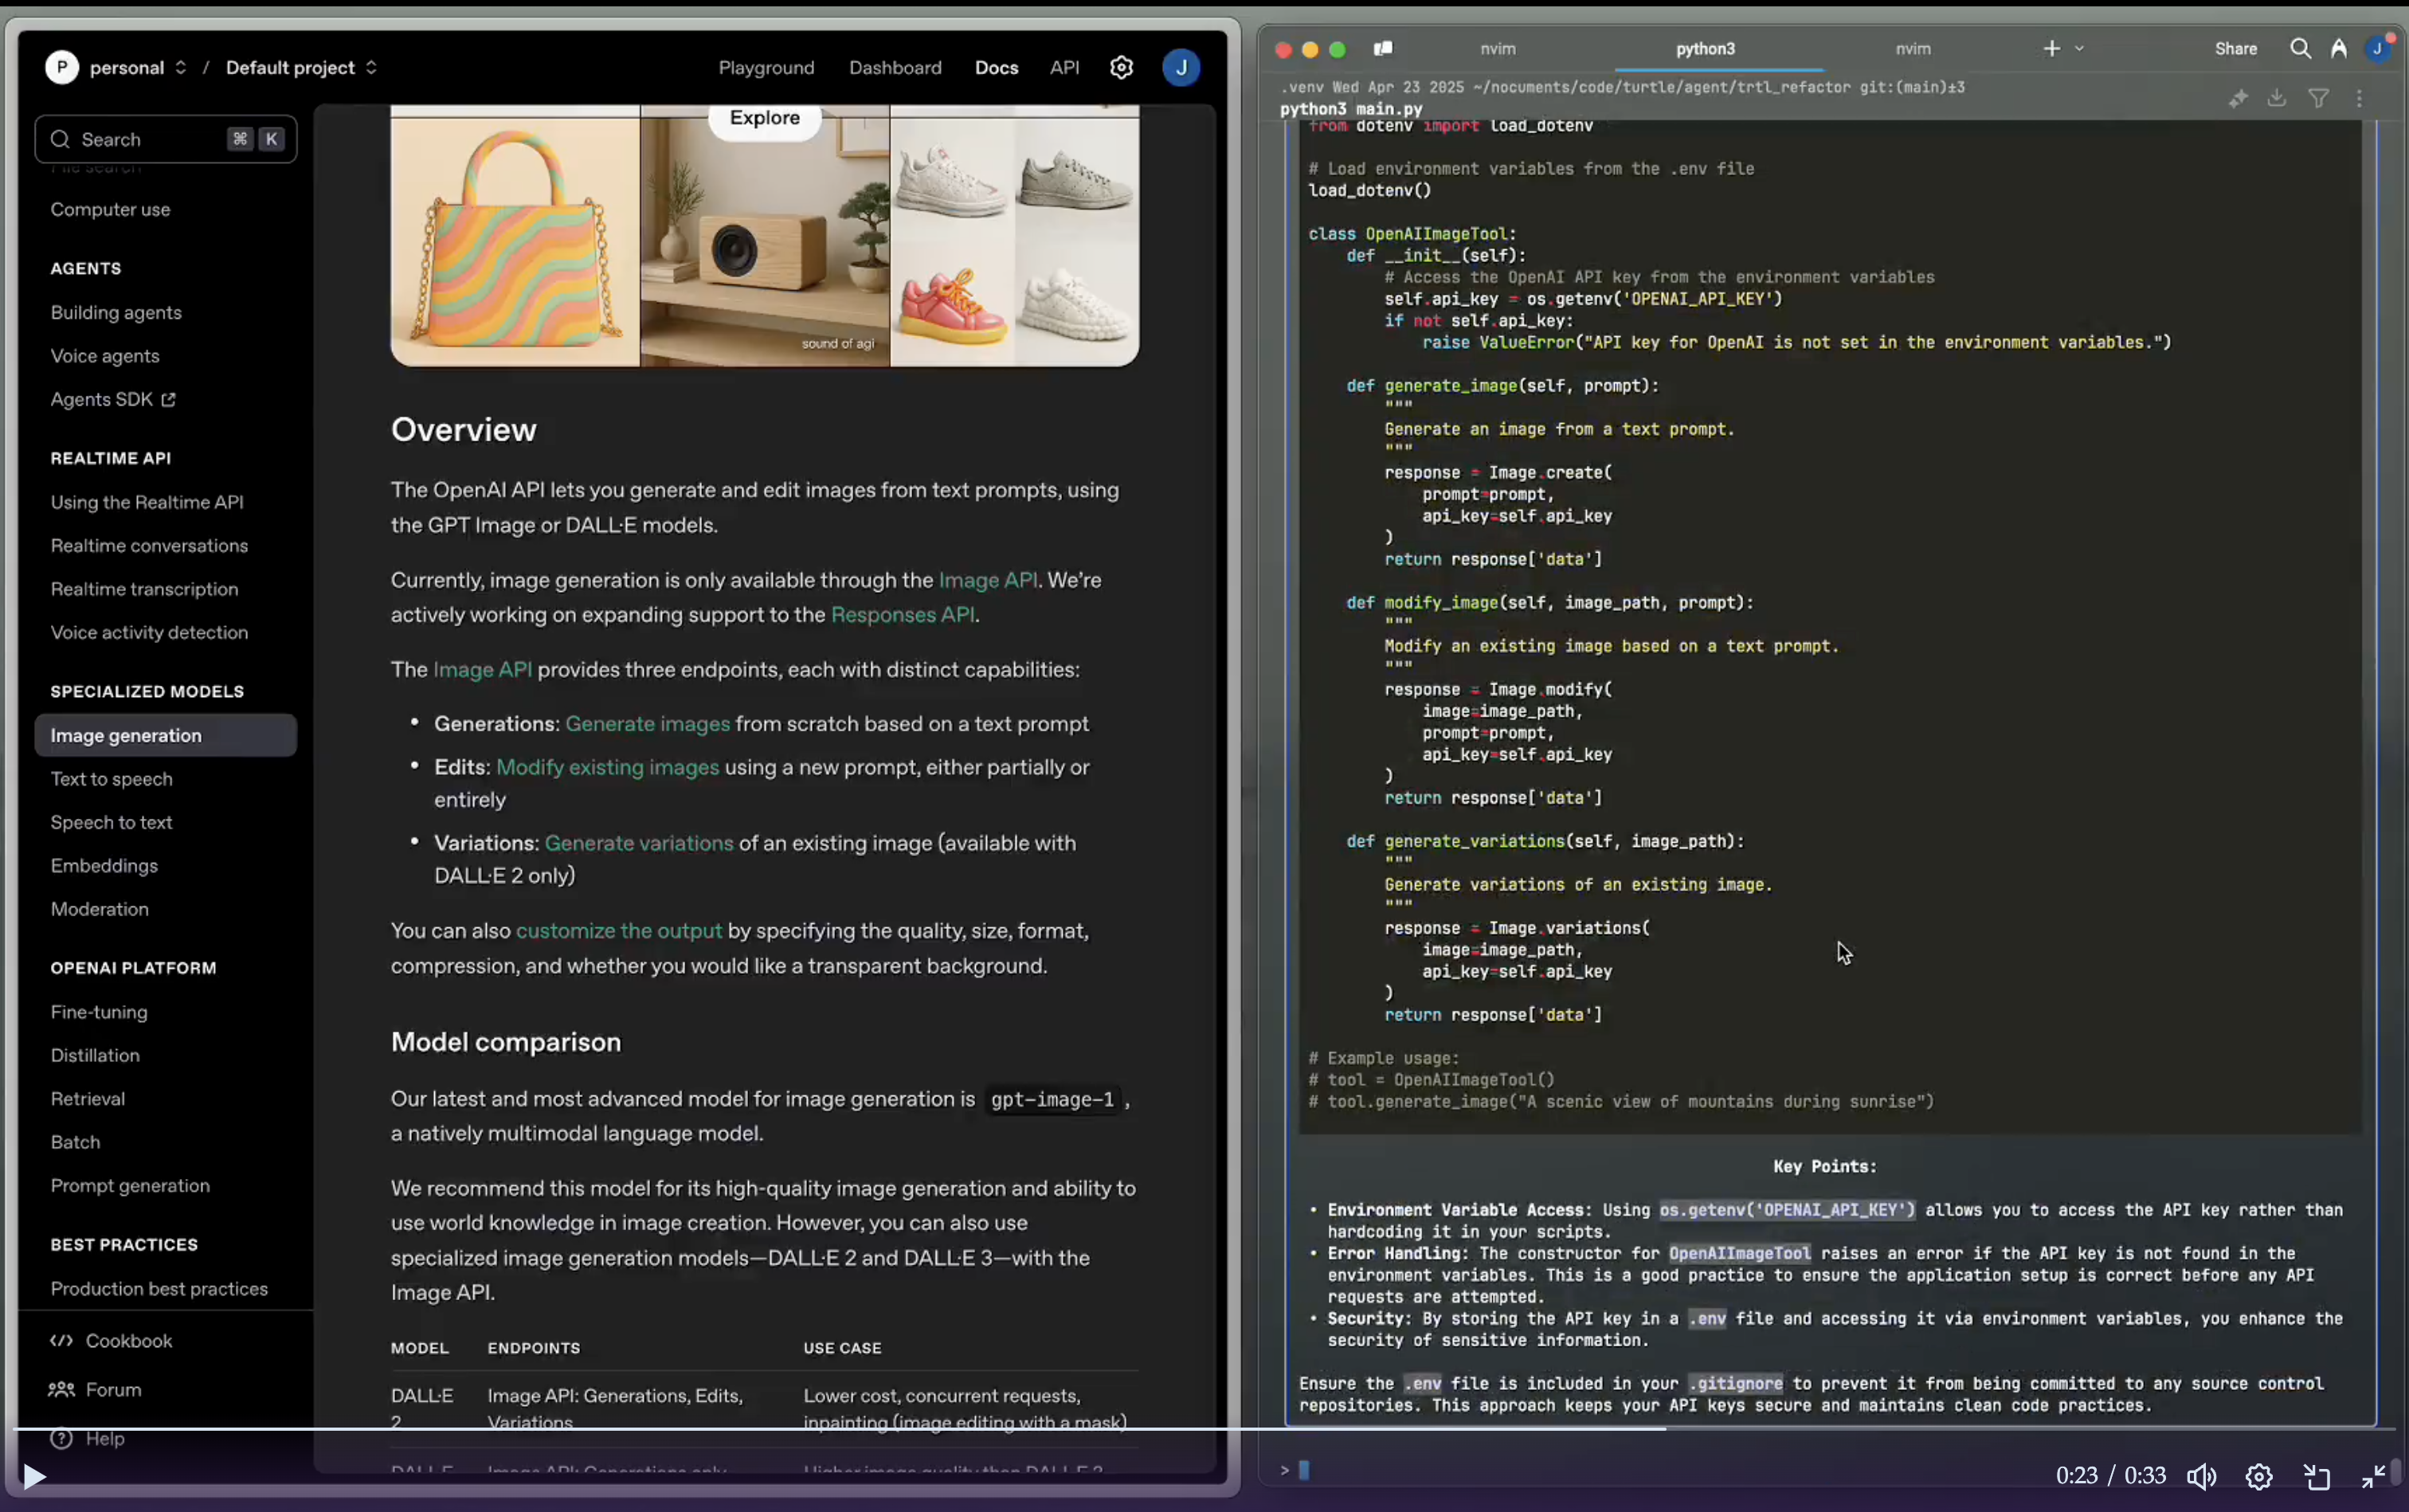 P personal / Default project
Playground Dashboard Docs API J
Search ⌘ K
File search
Computer use
AGENTS
Building agents
Voice agents
Agents SDK
REALTIME API
Using the Realtime API
Realtime conversations
Realtime transcription
Voice activity detection
SPECIALIZED MODELS
Image generation
Text to speech
Speech to text
Embeddings
Moderation
OPENAI PLATFORM
Fine-tuning
Distillation
Retrieval
Batch
Prompt generation
BEST PRACTICES
Production best practices
Cookbook
Forum
Help
Explore
sound of agi
Overview
The OpenAI API lets you generate and edit images from text prompts, using
the GPT Image or DALL·E models.
Currently, image generation is only available through the Image API. We're
actively working on expanding support to the Responses API.
The Image API provides three endpoints, each with distinct capabilities:
• Generations: Generate images from scratch based on a text prompt
• Edits: Modify existing images using a new prompt, either partially or
entirely
• Variations: Generate variations of an existing image (available with
DALL·E 2 only)
You can also customize the output by specifying the quality, size, format,
compression, and whether you would like a transparent background.
Model comparison
Our latest and most advanced model for image generation is gpt-image-1 ,
a natively multimodal language model.
We recommend this model for its high-quality image generation and ability to
use world knowledge in image creation. However, you can also use
specialized image generation models—DALL·E 2 and DALL·E 3—with the
Image API.
MODEL ENDPOINTS USE CASE
DALL·E Image API: Generations, Edits, Lower cost, concurrent requests,
2 Variations inpainting (image editing with a mask)
DALL·E Image API: Generations only Higher image quality than DALL·E 2
nvim python3 nvim Share J
.venv Wed Apr 23 2025 ~/nocuments/code/turtle/agent/trtl_refactor git:(main)±3
python3 main.py
from dotenv import load_dotenv
# Load environment variables from the .env file
load_dotenv()
class OpenAIImageTool:
def __init__(self):
# Access the OpenAI API key from the environment variables
self.api_key = os.getenv('OPENAI_API_KEY')
if not self.api_key:
raise ValueError("API key for OpenAI is not set in the environment variables.")
def generate_image(self, prompt):
"""
Generate an image from a text prompt.
"""
response = Image.create(
prompt=prompt,
api_key=self.api_key
)
return response['data']
def modify_image(self, image_path, prompt):
"""
Modify an existing image based on a text prompt.
"""
response = Image.modify(
image=image_path,
prompt=prompt,
api_key=self.api_key
)
return response['data']
def generate_variations(self, image_path):
"""
Generate variations of an existing image.
"""
response = Image.variations(
image=image_path,
api_key=self.api_key
)
return response['data']
# Example usage:
# tool = OpenAIImageTool()
# tool.generate_image("A scenic view of mountains during sunrise")
Key Points:
• Environment Variable Access: Using os.getenv('OPENAI_API_KEY') allows you to access the API key rather than
hardcoding it in your scripts.
• Error Handling: The constructor for OpenAIImageTool raises an error if the API key is not found in the
environment variables. This is a good practice to ensure the application setup is correct before any API
requests are attempted.
• Security: By storing the API key in a .env file and accessing it via environment variables, you enhance the
security of sensitive information.
Ensure the .env file is included in your .gitignore to prevent it from being committed to any source control
repositories. This approach keeps your API keys secure and maintains clean code practices.
>
0:23 / 0:33